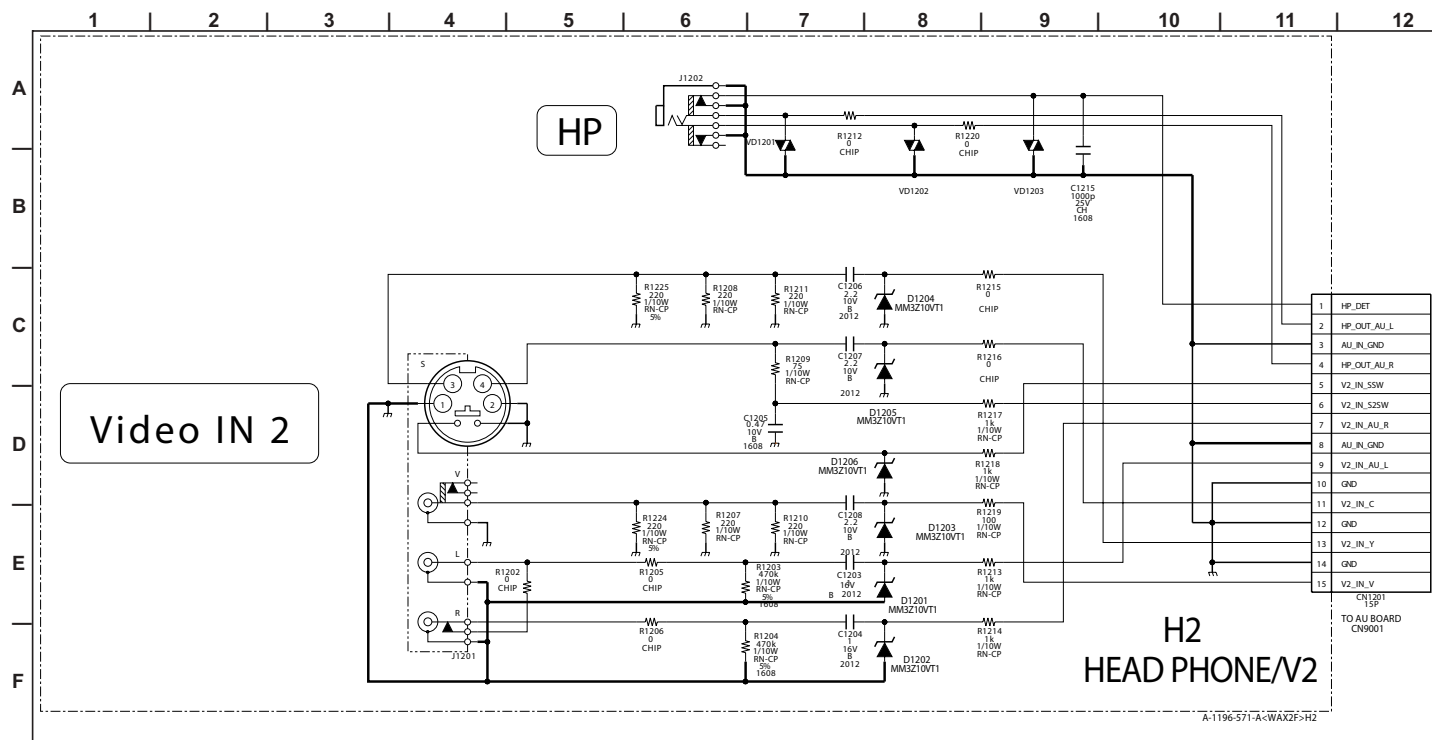 1 2 3 4 5 6 7 8 9 10 11 12
A
B
C
D
E
F
J1202
HP
VD1201
R1212
0
CHIP
VD1202
R1220
0
CHIP
VD1203
C1215
1000p
25V
CH
1608
R1225
220
1/10W
RN-CP
5%
R1208
220
1/10W
RN-CP
R1211
220
1/10W
RN-CP
C1206
2.2
10V
B
2012
D1204
MM3Z10VT1
R1215
0
CHIP
Video IN 2
S
3
4
1
2
R1209
75
1/10W
RN-CP
C1207
2.2
10V
B
2012
D1205
MM3Z10VT1
R1216
0
CHIP
C1205
0.47
10V
B
1608
R1217
1k
1/10W
RN-CP
D1206
MM3Z10VT1
R1218
1k
1/10W
RN-CP
V
R1224
220
1/10W
RN-CP
5%
R1207
220
1/10W
RN-CP
R1210
220
1/10W
RN-CP
C1208
2.2
10V
B
2012
D1203
MM3Z10VT1
R1219
100
1/10W
RN-CP
L
R1202
0
CHIP
R1205
0
CHIP
R1203
470k
1/10W
RN-CP
5%
1608
C1203
16V
B 2012
D1201
MM3Z10VT1
R1213
1k
1/10W
RN-CP
R
J1201
R1206
0
CHIP
R1204
470k
1/10W
RN-CP
5%
1608
C1204
1
16V
B
2012
D1202
MM3Z10VT1
R1214
1k
1/10W
RN-CP
1 HP_DET
2 HP_OUT_AU_L
3 AU_IN_GND
4 HP_OUT_AU_R
5 V2_IN_SSW
6 V2_IN_S2SW
7 V2_IN_AU_R
8 AU_IN_GND
9 V2_IN_AU_L
10 GND
11 V2_IN_C
12 GND
13 V2_IN_Y
14 GND
15 V2_IN_V
CN1201
15P
TO AU BOARD
CN9001
H2
HEAD PHONE/V2
A-1196-571-A<WAX2F>H2